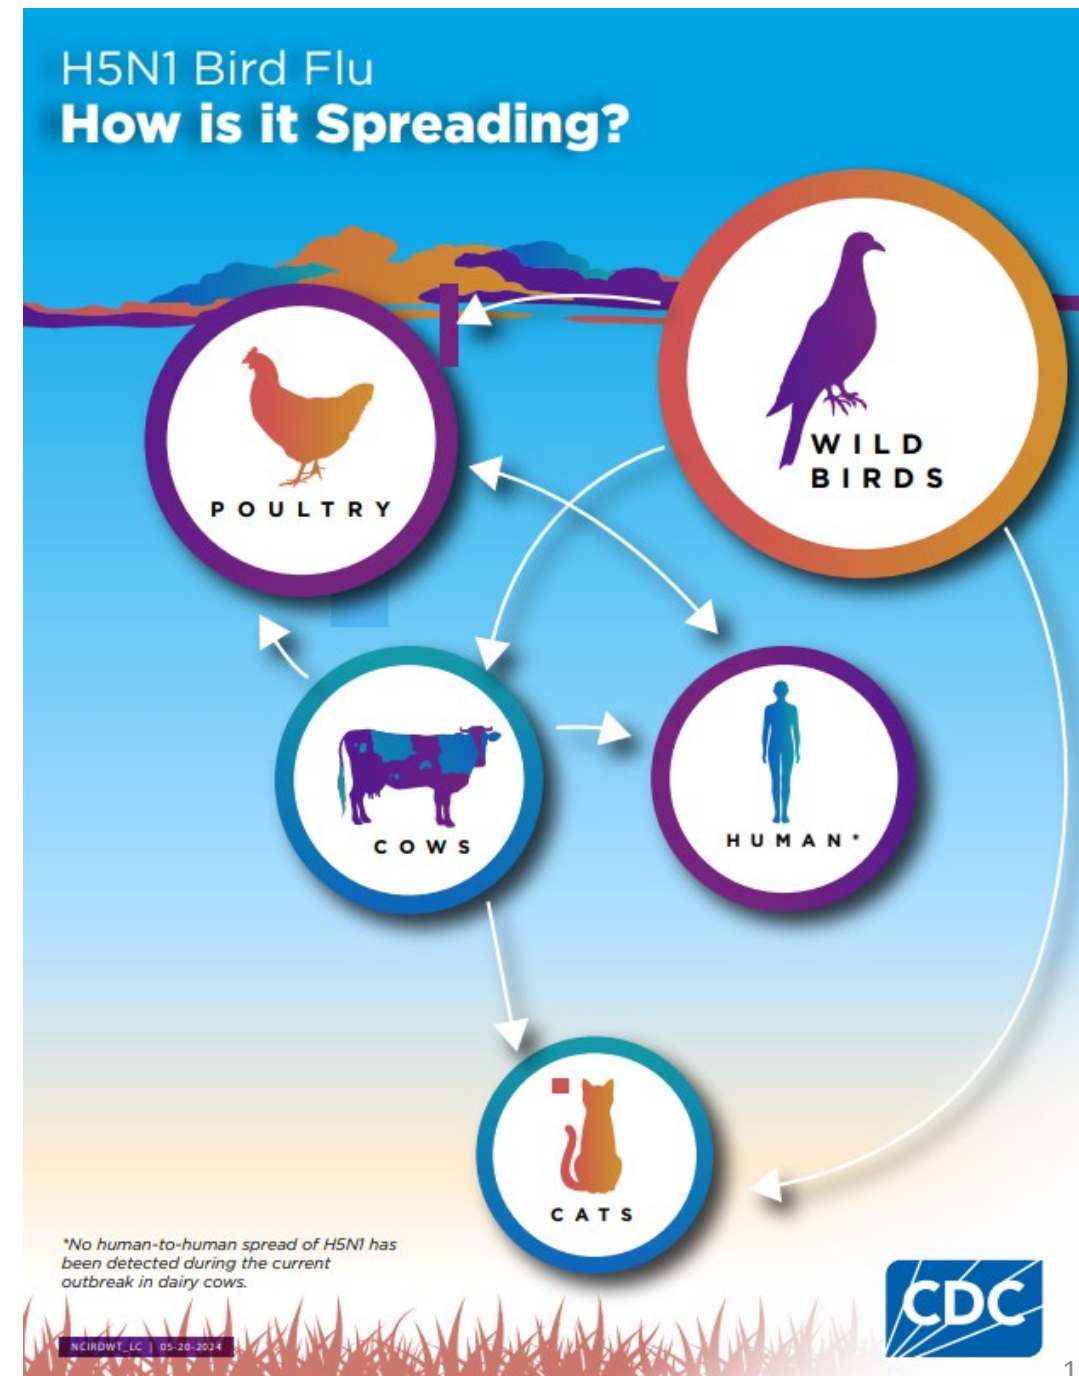 H5N1 Bird Flu
How is it Spreading?
WILD
BIRDS
POULTRY
COWS
HUMAN*
CATS
*No human-to-human spread of H5N1 has
been detected during the current
outbreak in dairy cows.
NCIRDWT_LC | 05-20-2024
CDC
1